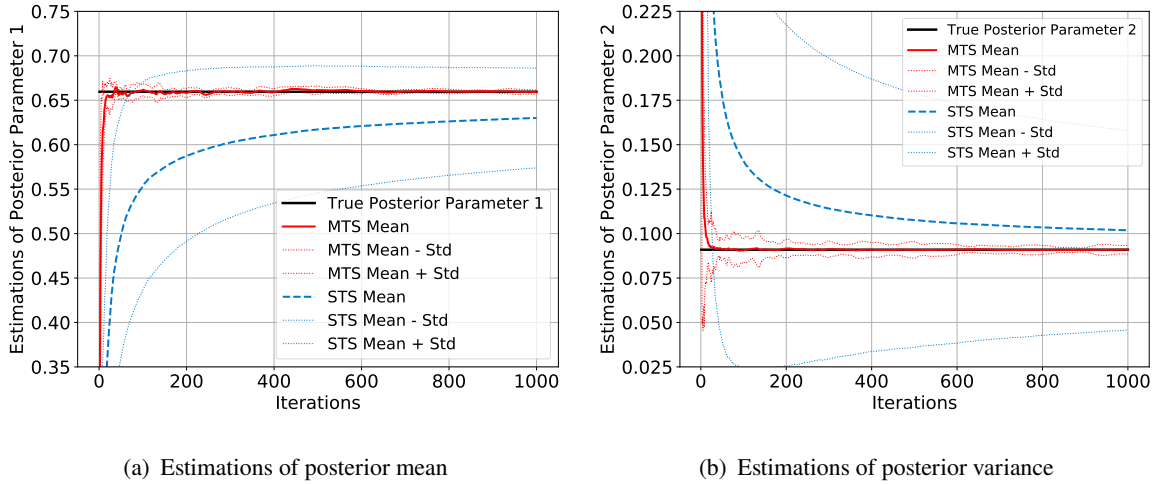 0.75
0.70
0.65
0.60
0.55
0.50
0.45
0.40
0.35
Estimations of Posterior Parameter 1
0
200
400
600
800
1000
Iterations
True Posterior Parameter 1
MTS Mean
MTS Mean - Std
MTS Mean + Std
STS Mean
STS Mean - Std
STS Mean + Std
(a) Estimations of posterior mean
0.225
0.200
0.175
0.150
0.125
0.100
0.075
0.050
0.025
Estimations of Posterior Parameter 2
0
200
400
600
800
1000
Iterations
True Posterior Parameter 2
MTS Mean
MTS Mean - Std
MTS Mean + Std
STS Mean
STS Mean - Std
STS Mean + Std
(b) Estimations of posterior variance